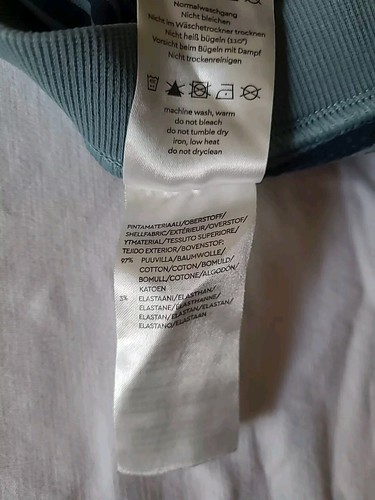 Normalwaschgang
Nicht bleichen
Nicht im Wäschetrockner trocknen
Nicht heiß bügeln (110°)
Vorsicht beim Bügeln mit Dampf
Nicht trockenreinigen
machine wash, warm
do not bleach
do not tumble dry
iron, low heat
do not dryclean
PINTAMATERIAALI/OBERSTOFF/
SHELLFABRIC/EXTÉRIEUR/OVERSTOF/
YTMATERIAL/TESSUTO SUPERIORE/
TEJIDO EXTERIOR/BOVENSTOF:
97% PUUVILLA/BAUMWOLLE/
COTTON/COTON/BOMULD/
BOMULL/COTONE/ALGODÓN/
KATOEN
3% ELASTAANI/ELASTHAN/
ELASTANE/ELASTHANNE/
ELASTAN/ELASTAN/ELASTAN/
ELASTANO/ELASTAAN